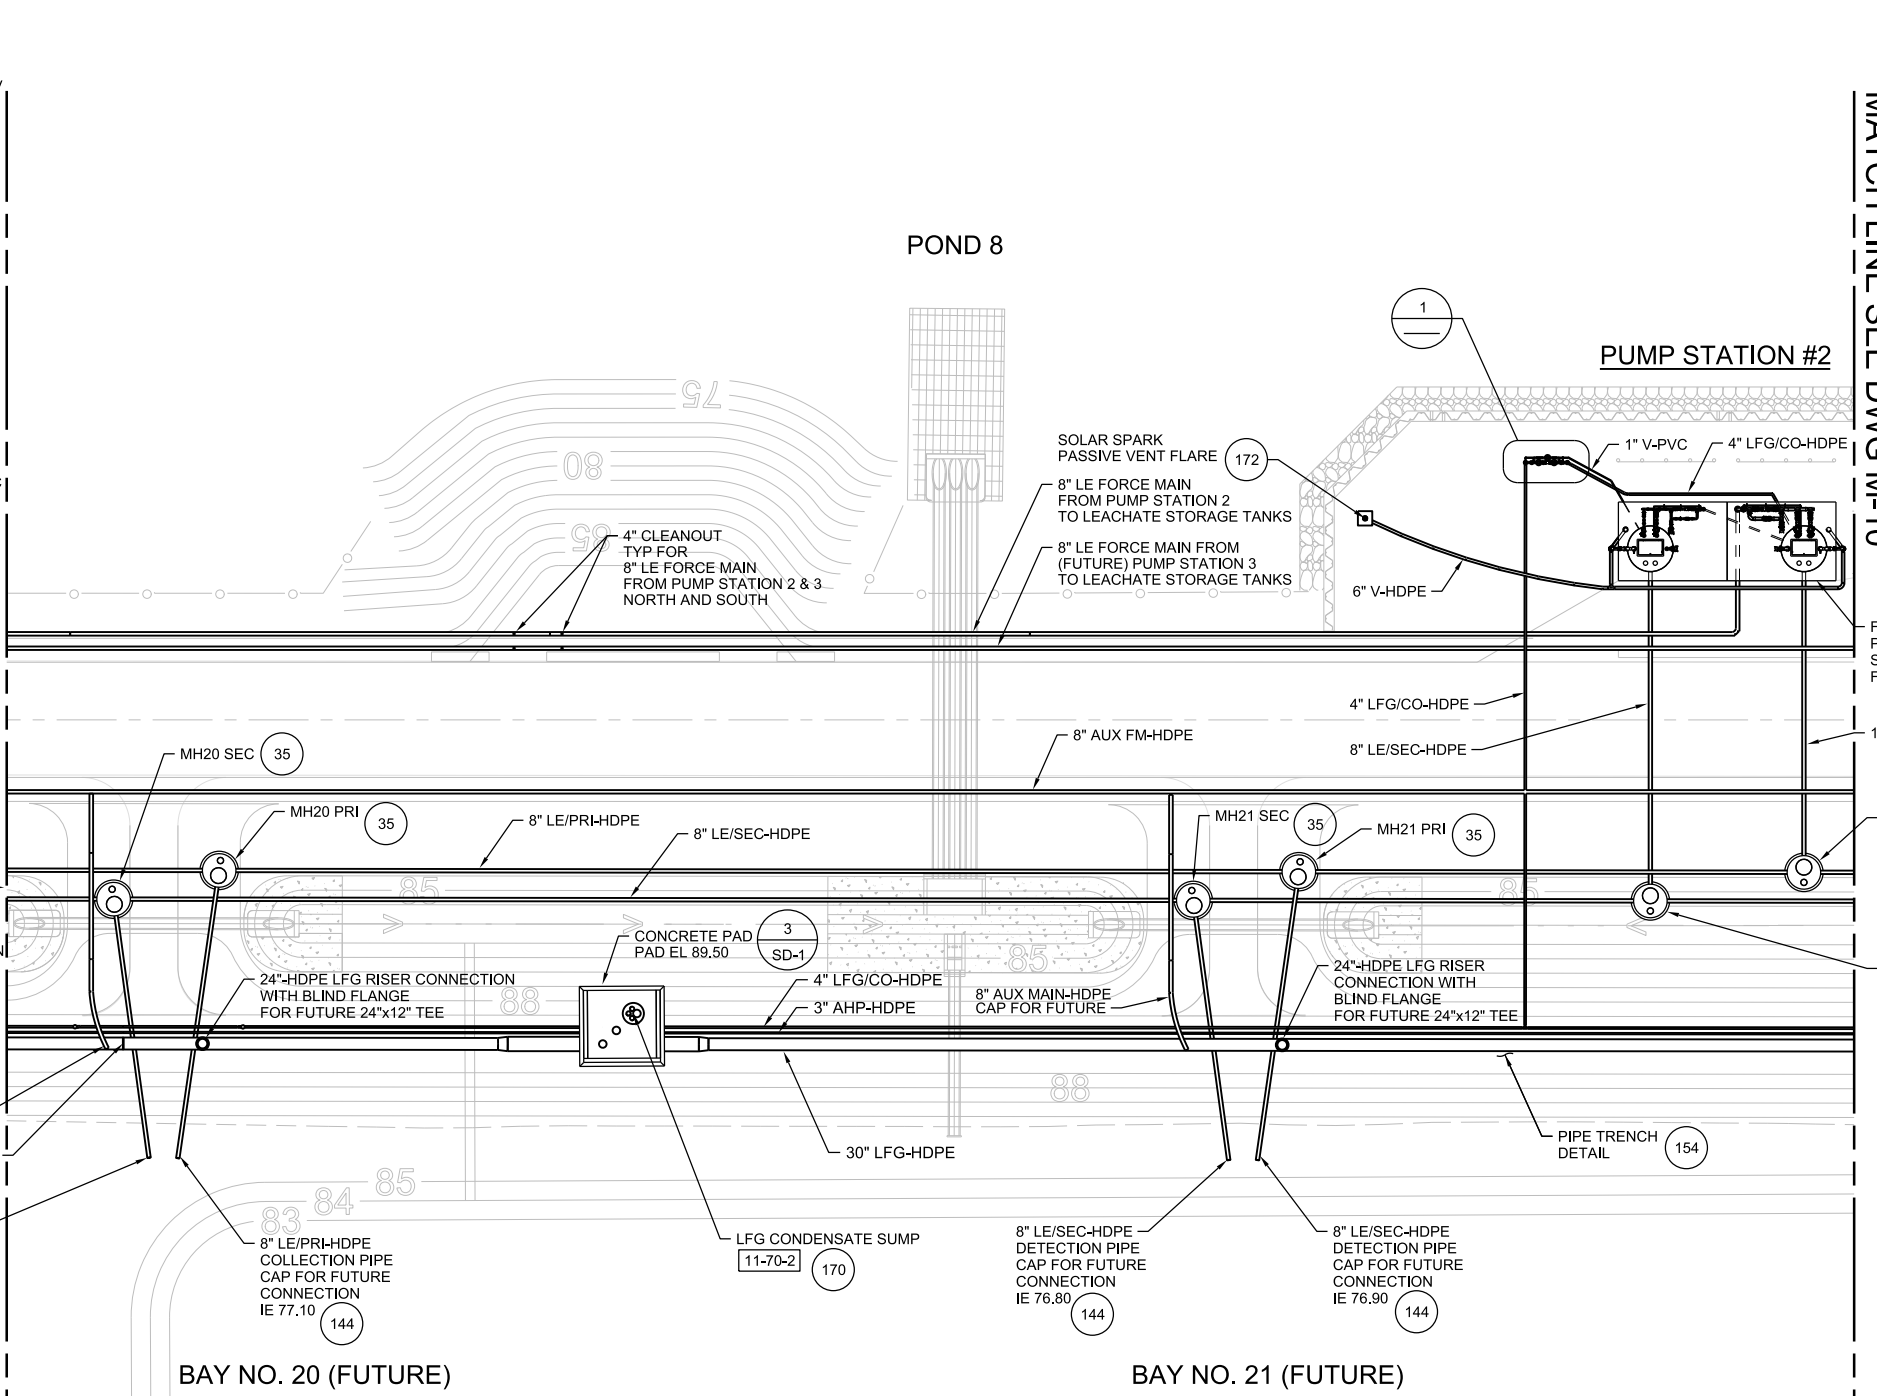 POND 8
1
PUMP STATION #2
MATCH LINE SEE DWG M-10
75
80
85
SOLAR SPARK
PASSIVE VENT FLARE
172
1" V-PVC
4" LFG/CO-HDPE
8" LE FORCE MAIN
FROM PUMP STATION 2
TO LEACHATE STORAGE TANKS
4" CLEANOUT
TYP FOR
8" LE FORCE MAIN
FROM PUMP STATION 2 & 3
NORTH AND SOUTH
8" LE FORCE MAIN FROM
(FUTURE) PUMP STATION 3
TO LEACHATE STORAGE TANKS
6" V-HDPE
4" LFG/CO-HDPE
8" AUX FM-HDPE
8" LE/SEC-HDPE
MH20 SEC
35
MH20 PRI
35
8" LE/PRI-HDPE
8" LE/SEC-HDPE
MH21 SEC
35
MH21 PRI
35
85
85
CONCRETE PAD
PAD EL 89.50
3
SD-1
85
24"-HDPE LFG RISER CONNECTION
WITH BLIND FLANGE
FOR FUTURE 24"x12" TEE
88
4" LFG/CO-HDPE
3" AHP-HDPE
8" AUX MAIN-HDPE
CAP FOR FUTURE
24"-HDPE LFG RISER
CONNECTION WITH
BLIND FLANGE
FOR FUTURE 24"x12" TEE
88
30" LFG-HDPE
PIPE TRENCH
DETAIL
154
85
84
83
8" LE/PRI-HDPE
COLLECTION PIPE
CAP FOR FUTURE
CONNECTION
IE 77.10
144
LFG CONDENSATE SUMP
11-70-2
170
8" LE/SEC-HDPE
DETECTION PIPE
CAP FOR FUTURE
CONNECTION
IE 76.80
144
8" LE/SEC-HDPE
DETECTION PIPE
CAP FOR FUTURE
CONNECTION
IE 76.90
144
BAY NO. 20 (FUTURE)
BAY NO. 21 (FUTURE)